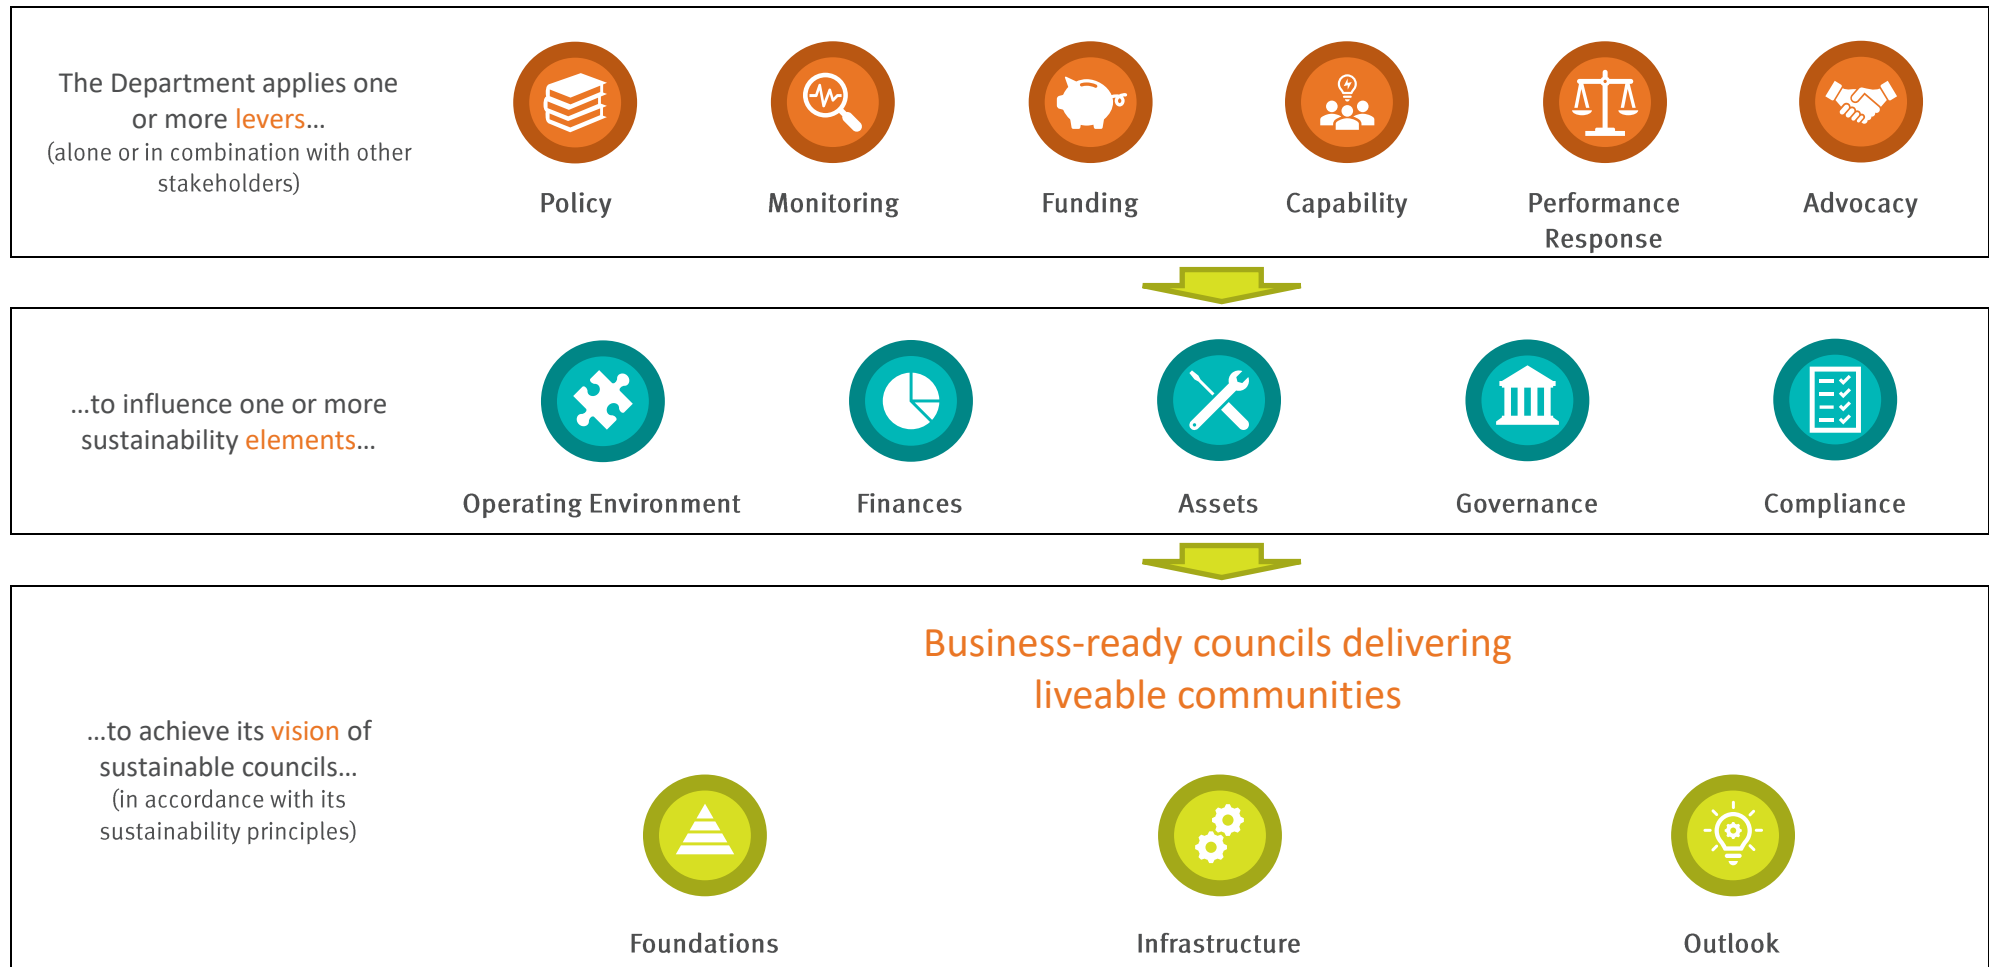 The Department applies one
or more levers...
(alone or in combination with other
stakeholders)
Policy
Monitoring
Funding
Capability
Performance
Response
Advocacy
...to influence one or more
sustainability elements...
Operating Environment
Finances
Assets
Governance
Compliance
...to achieve its vision of
sustainable councils...
(in accordance with its
sustainability principles)
Business-ready councils delivering
liveable communities
Foundations
Infrastructure
Outlook